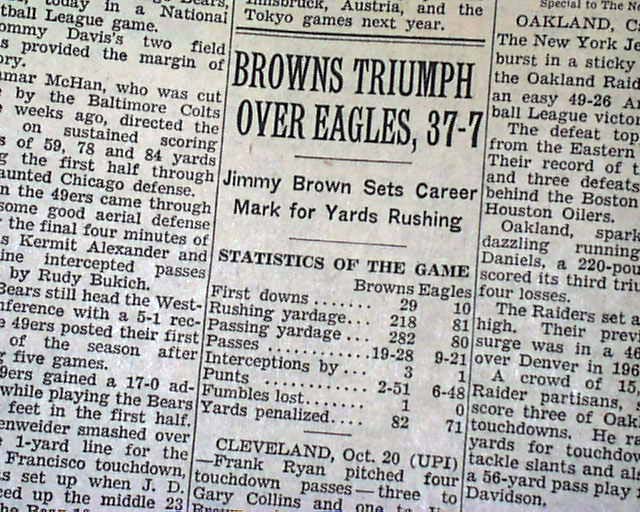 bears, today in a National
tball League game.
ommy Davis's two field
s provided the margin of
ory.
amar McHan, who was cut
by the Baltimore Colts
weeks ago, directed the
on sustained scoring
s of 59, 78 and 84 yards
g the first half through
aunted Chicago defense.
n the 49ers came through
some good aerial defense
the final four minutes of
s Kermit Alexander and
ine intercepted passes
by Rudy Bukich.
Bears still head the West-
nference with a 5-1 rec-
e 49ers posted their first
of the season after
g five games.
9ers gained a 17-0 ad-
while playing the Bears
feet in the first half.
enweider smashed over
1-yard line for the
Francisco touchdown,
s set up when J. D.
ced up the middle 23
Innsbruck, Austria, and the
Tokyo games next year.
BROWNS TRIUMPH
OVER EAGLES, 37-7
Jimmy Brown Sets Career
Mark for Yards Rushing
STATISTICS OF THE GAME
Browns Eagles
First downs ....... 29 10
Rushing yardage... 218 81
Passing yardage ... 282 80
Passes ............ 19-28 9-21
Interceptions by ... 3 1
Punts ............ 2-51 6-48
Fumbles lost....... 1 0
Yards penalized.... 82 71
CLEVELAND, Oct. 20 (UPI)
—Frank Ryan pitched four
touchdown passes—three to
Gary Collins and one to
Special to The N
OAKLAND, C
The New York Je
burst in a sticky
the Oakland Raid
an easy 49-26 A
ball League victor
The defeat top
from the Eastern
Their record of t
and three defeats
behind the Boston
Houston Oilers.
Oakland, spark
dazzling running
Daniels, a 220-pou
scored its third triu
four losses.
The Raiders set a
high. Their previ
surge was in a 46
over Denver in 196
A crowd of 15,
Raider partisans, s
score three of Oak
touchdowns. He re
yards for touchdow
tackle slants and al
a 56-yard pass play
Davidson.